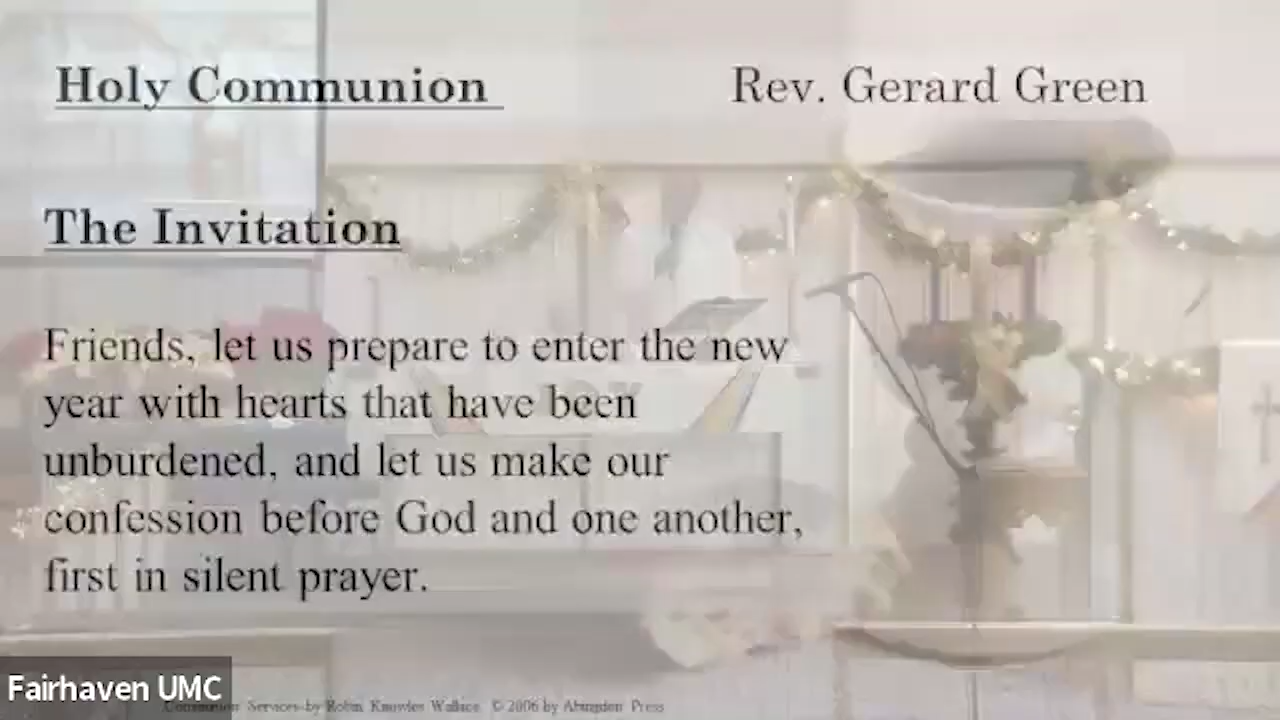 Holy Communion Rev. Gerard Green
The Invitation
Friends, let us prepare to enter the new
year with hearts that have been
unburdened, and let us make our
confession before God and one another,
first in silent prayer.
Fairhaven UMC
Communion Services by Robin Knowles Wallace © 2006 by Abingdon Press